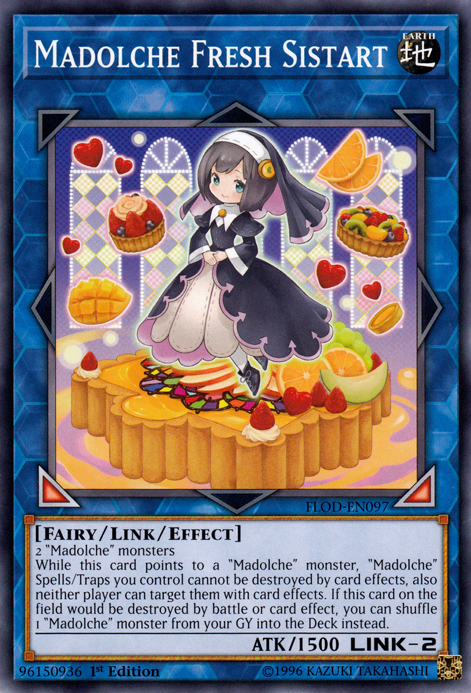 MADOLCHE FRESH SISTART
EARTH
地
FLOD-EN097
[FAIRY/LINK/EFFECT]
2 "Madolche" monsters
While this card points to a "Madolche" monster, "Madolche"
Spells/Traps you control cannot be destroyed by card effects, also
neither player can target them with card effects. If this card on the
field would be destroyed by battle or card effect, you can shuffle
1 "Madolche" monster from your GY into the Deck instead.
ATK/1500 LINK-2
96150936 1st Edition ©1996 KAZUKI TAKAHASHI